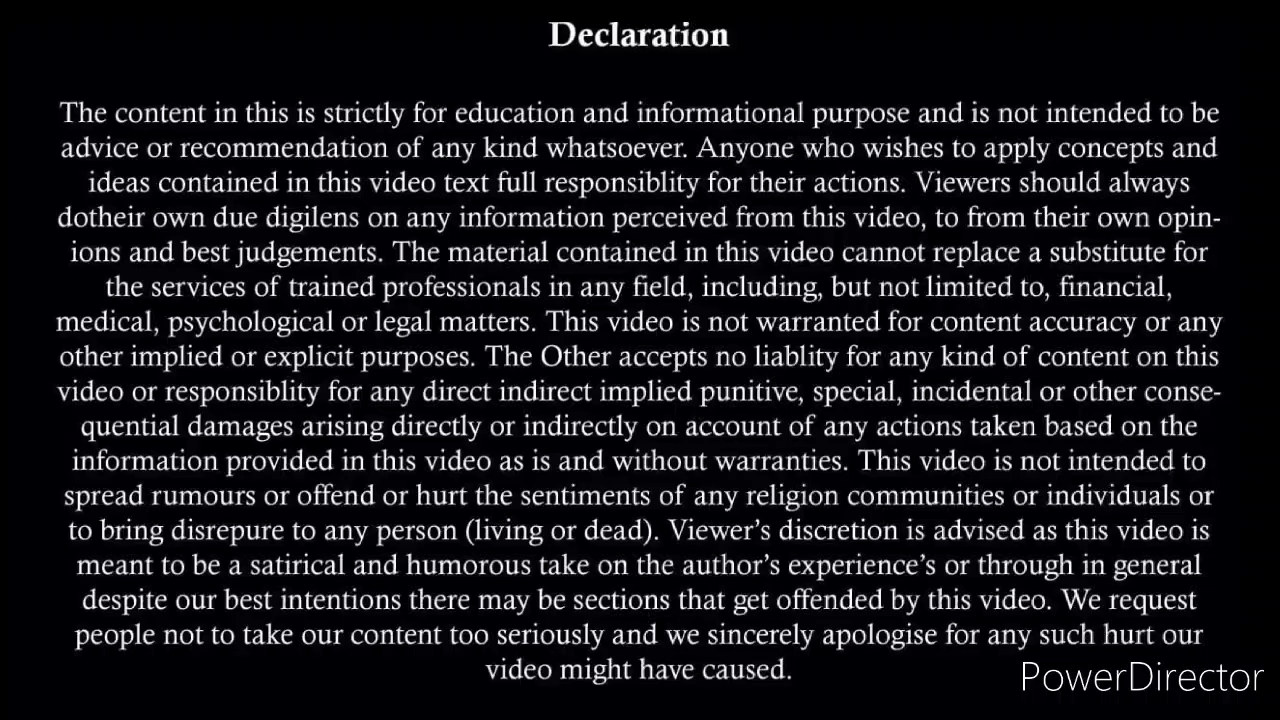 Declaration
The content in this is strictly for education and informational purpose and is not intended to be
advice or recommendation of any kind whatsoever. Anyone who wishes to apply concepts and
ideas contained in this video text full responsiblity for their actions. Viewers should always
dotheir own due digilens on any information perceived from this video, to from their own opin-
ions and best judgements. The material contained in this video cannot replace a substitute for
the services of trained professionals in any field, including, but not limited to, financial,
medical, psychological or legal matters. This video is not warranted for content accuracy or any
other implied or explicit purposes. The Other accepts no liablity for any kind of content on this
video or responsiblity for any direct indirect implied punitive, special, incidental or other conse-
quential damages arising directly or indirectly on account of any actions taken based on the
information provided in this video as is and without warranties. This video is not intended to
spread rumours or offend or hurt the sentiments of any religion communities or individuals or
to bring disrepure to any person (living or dead). Viewer's discretion is advised as this video is
meant to be a satirical and humorous take on the author's experience's or through in general
despite our best intentions there may be sections that get offended by this video. We request
people not to take our content too seriously and we sincerely apologise for any such hurt our
video might have caused.
PowerDirector